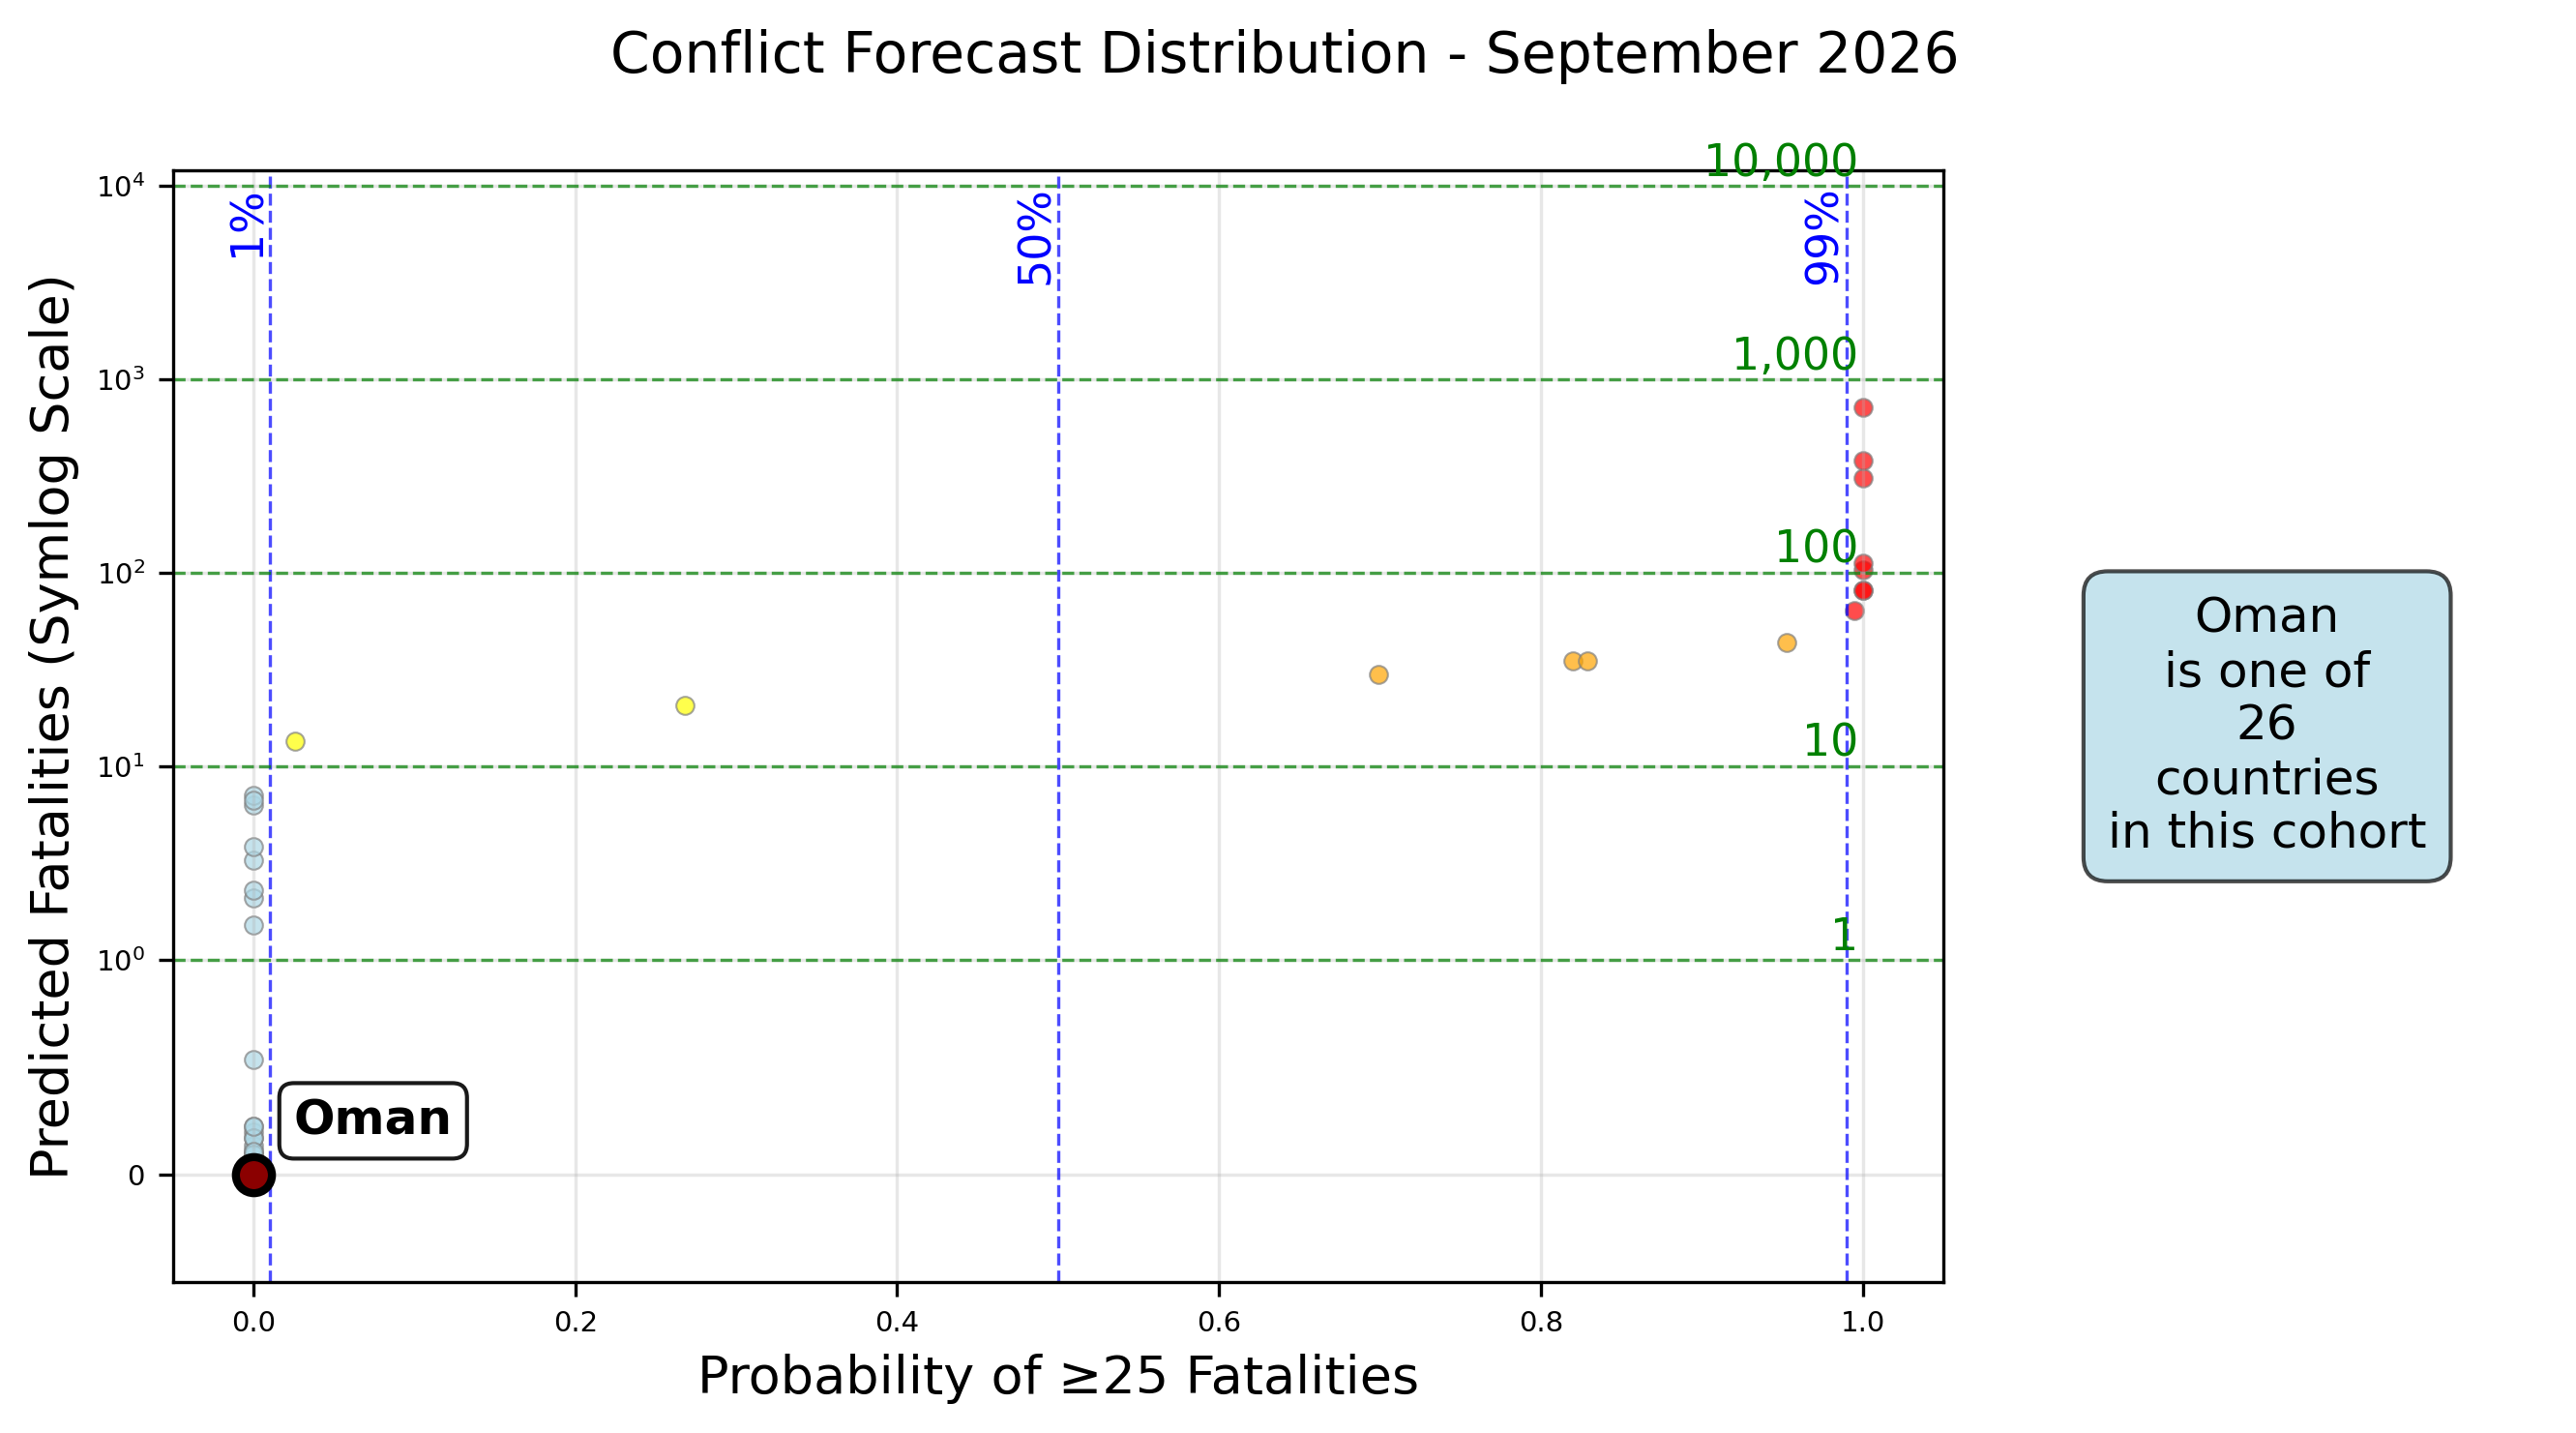 Conflict Forecast Distribution - September 2026
Predicted Fatalities (Symlog Scale)
10⁴
10³
10²
10¹
10⁰
0
1%
50%
99%
10,000
1,000
100
10
1
Oman
0.0
0.2
0.4
0.6
0.8
1.0
Probability of ≥25 Fatalities
Oman
is one of
26
countries
in this cohort